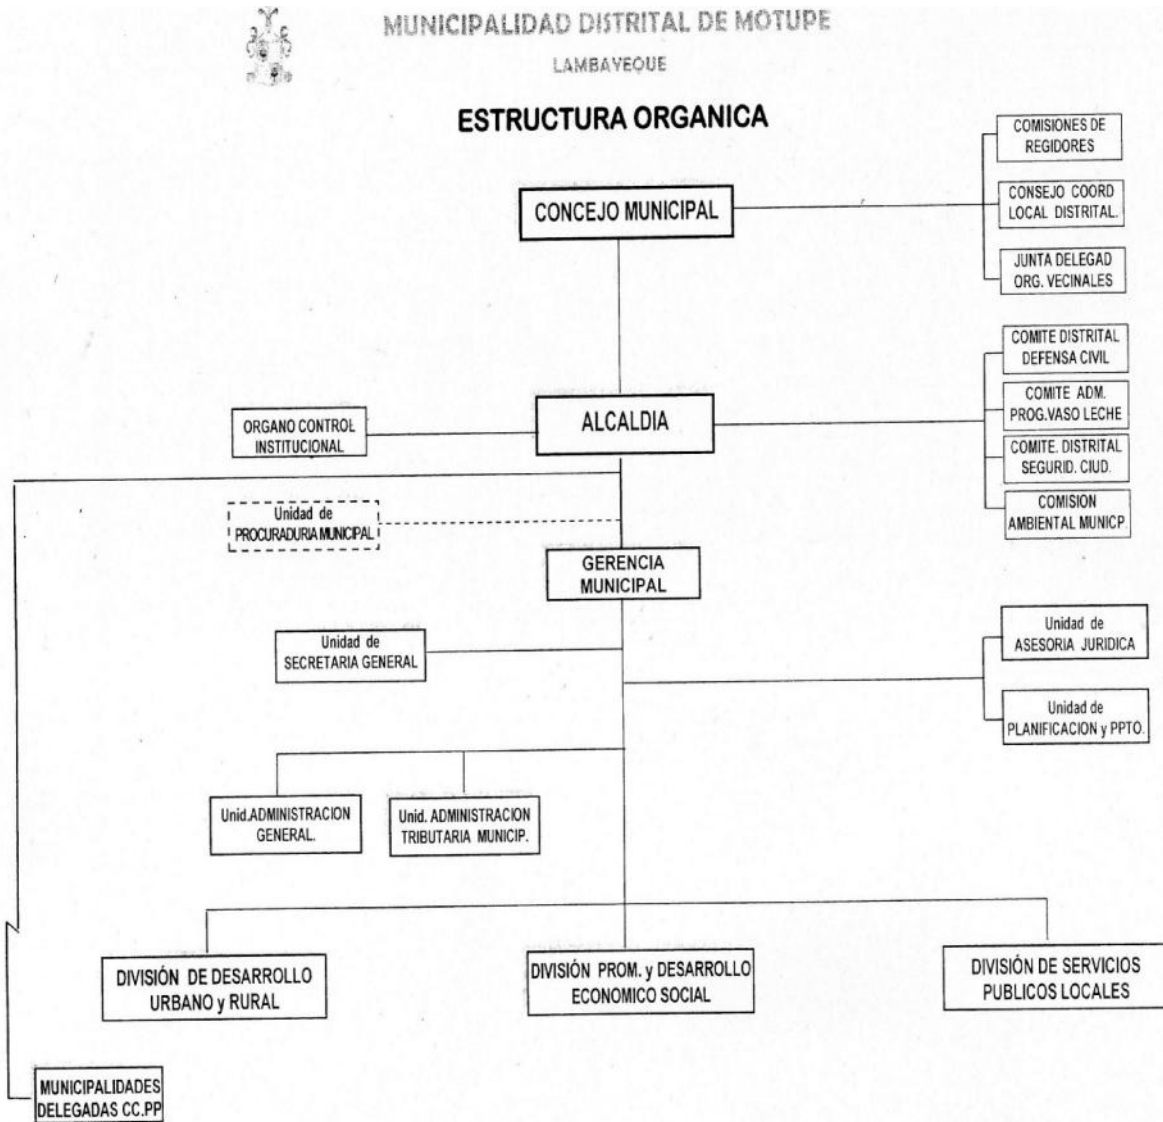 MUNICIPALIDAD DISTRITAL DE MOTUPE
LAMBAYEQUE
ESTRUCTURA ORGANICA
COMISIONES DE
REGIDORES
CONCEJO MUNICIPAL
CONSEJO COORD
LOCAL DISTRITAL.
JUNTA DELEGAD
ORG. VECINALES
COMITE DISTRITAL
DEFENSA CIVIL
ORGANO CONTROL
INSTITUCIONAL
ALCALDIA
COMITE ADM.
PROG.VASO LECHE
COMITE. DISTRITAL
SEGURID. CIUD.
COMISION
AMBIENTAL MUNICP.
Unidad de
PROCURADURIA MUNICIPAL
GERENCIA
MUNICIPAL
Unidad de
SECRETARIA GENERAL
Unidad de
ASESORIA JURIDICA
Unidad de
PLANIFICACION y PPTO.
Unid.ADMINISTRACION
GENERAL.
Unid. ADMINISTRACION
TRIBUTARIA MUNICIP.
DIVISIÓN DE DESARROLLO
URBANO y RURAL
DIVISIÓN PROM. y DESARROLLO
ECONOMICO SOCIAL
DIVISIÓN DE SERVICIOS
PUBLICOS LOCALES
MUNICIPALIDADES
DELEGADAS CC.PP